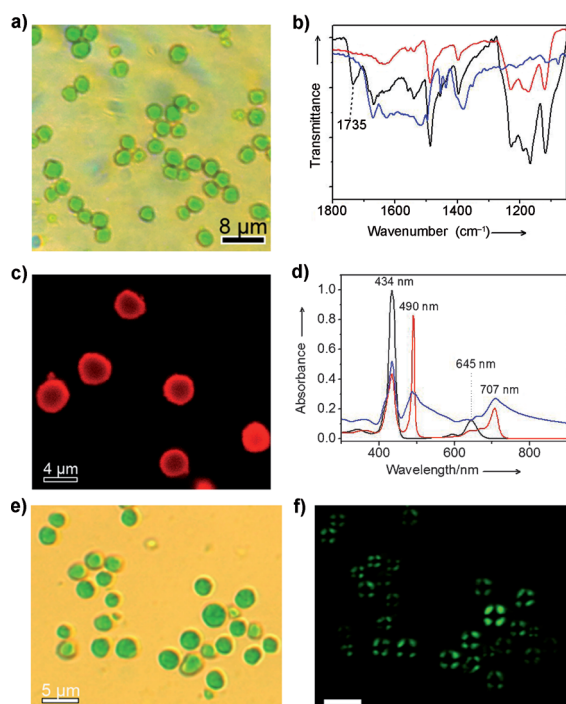 a)
8 µm
b)
Transmittance
1735
1800 1600 1400 1200
Wavenumber (cm⁻¹)
c)
4 µm
d)
434 nm
490 nm
645 nm
707 nm
1.0
0.8
0.6
0.4
0.2
0.0
Absorbance
400 600 800
Wavelength/nm
e)
5 µm
f)